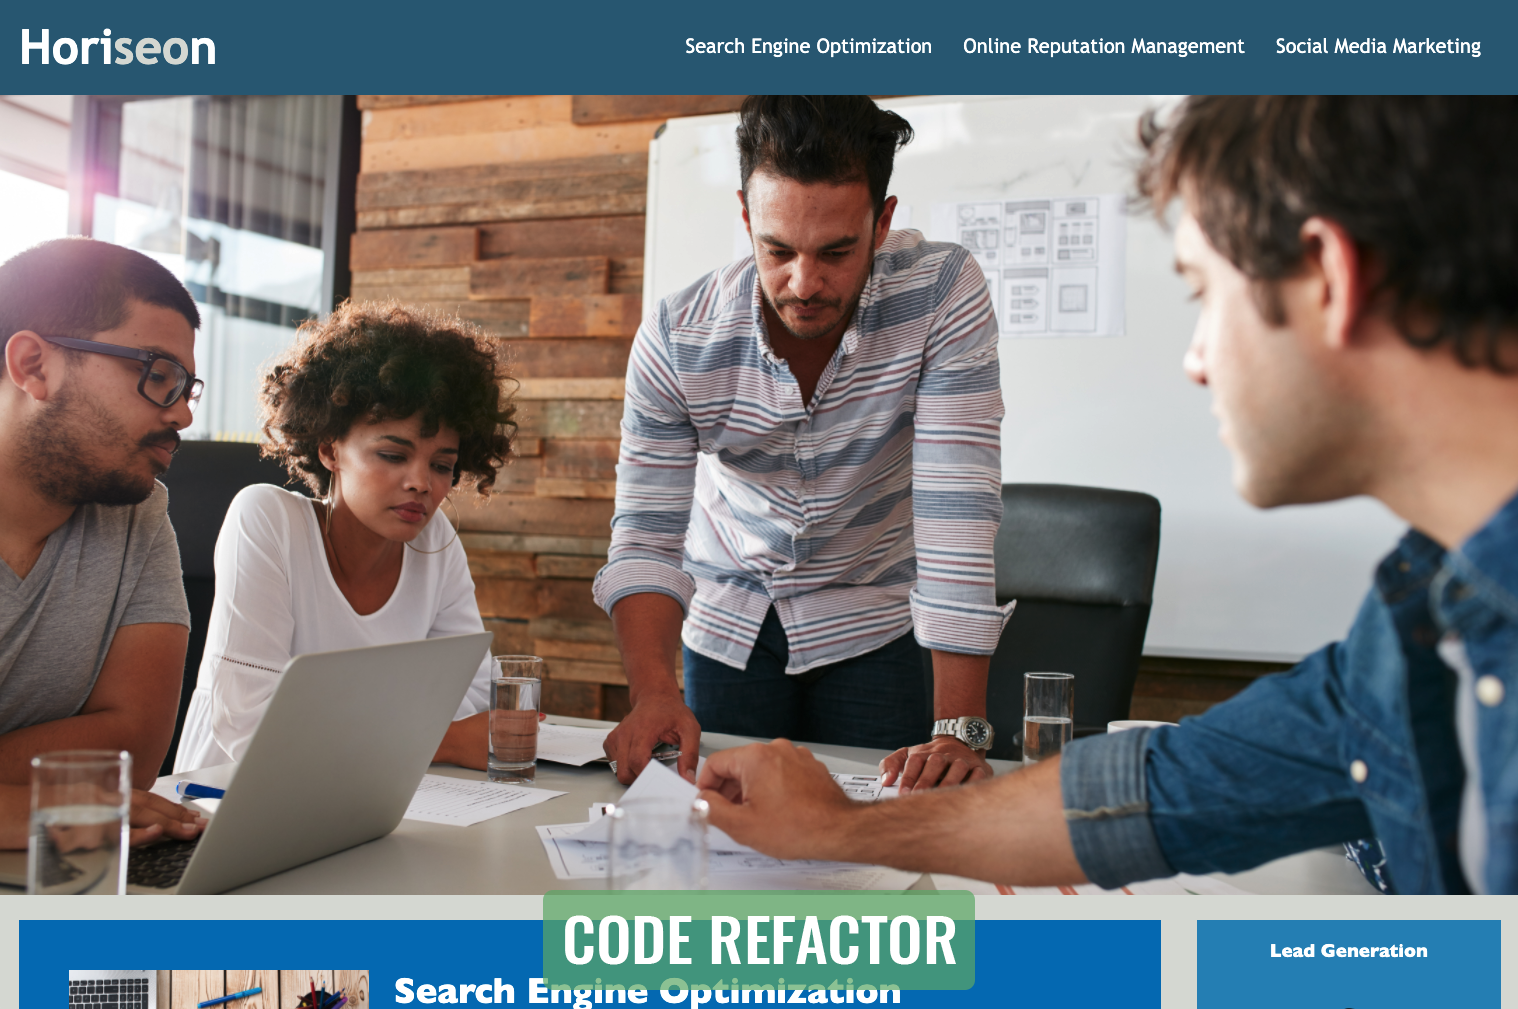 Horiseon
Search Engine Optimization Online Reputation Management Social Media Marketing
CODE REFACTOR
Search Engine Optimization
Lead Generation